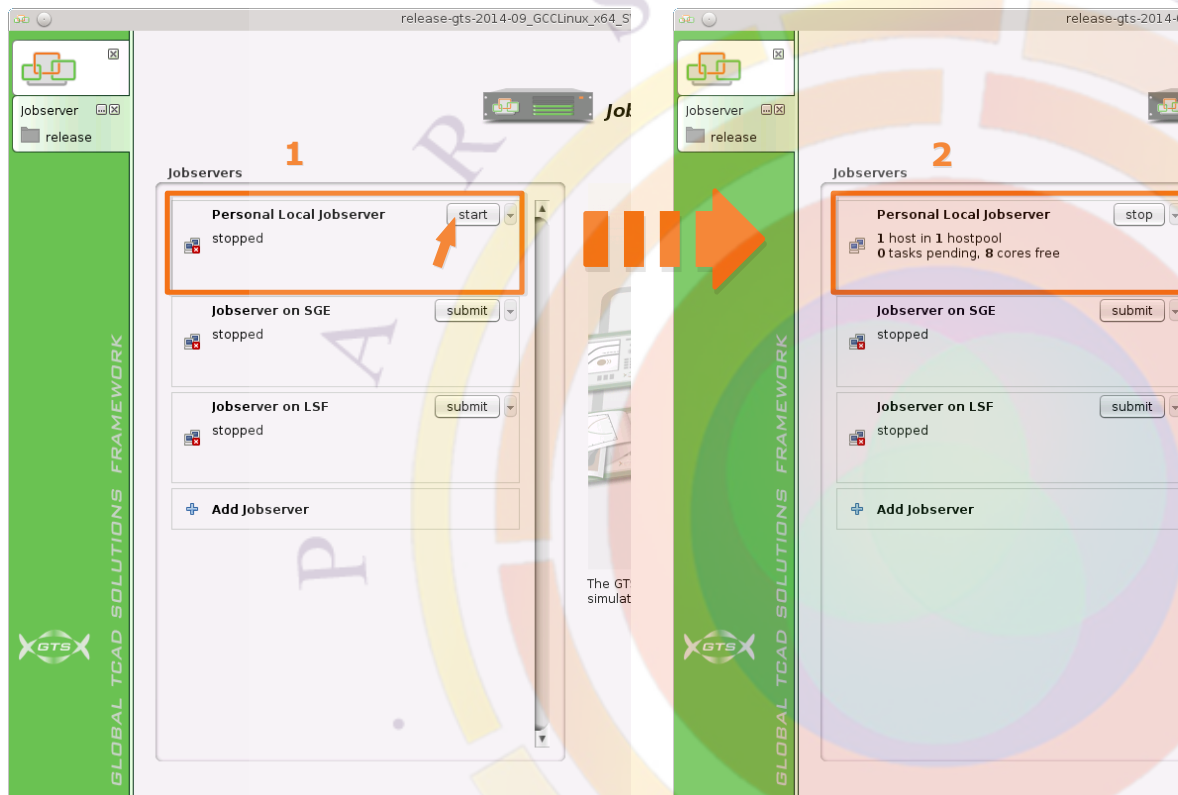 release-gts-2014-09_GCCLinux_x64_S
Jobserver
release
Jo
1
Jobservers
Personal Local Jobserver
start
stopped
Jobserver on SGE
submit
stopped
Jobserver on LSF
submit
stopped
Add Jobserver
The GTS
simulat
GTS
GLOBAL TCAD SOLUTIONS FRAMEWORK
release-gts-2014-
Jobserver
release
2
Jobservers
Personal Local Jobserver
stop
1 host in 1 hostpool
0 tasks pending, 8 cores free
Jobserver on SGE
submit
stopped
Jobserver on LSF
submit
stopped
Add Jobserver
GTS
GLOBAL TCAD SOLUTIONS FRAMEWORK
P A R S